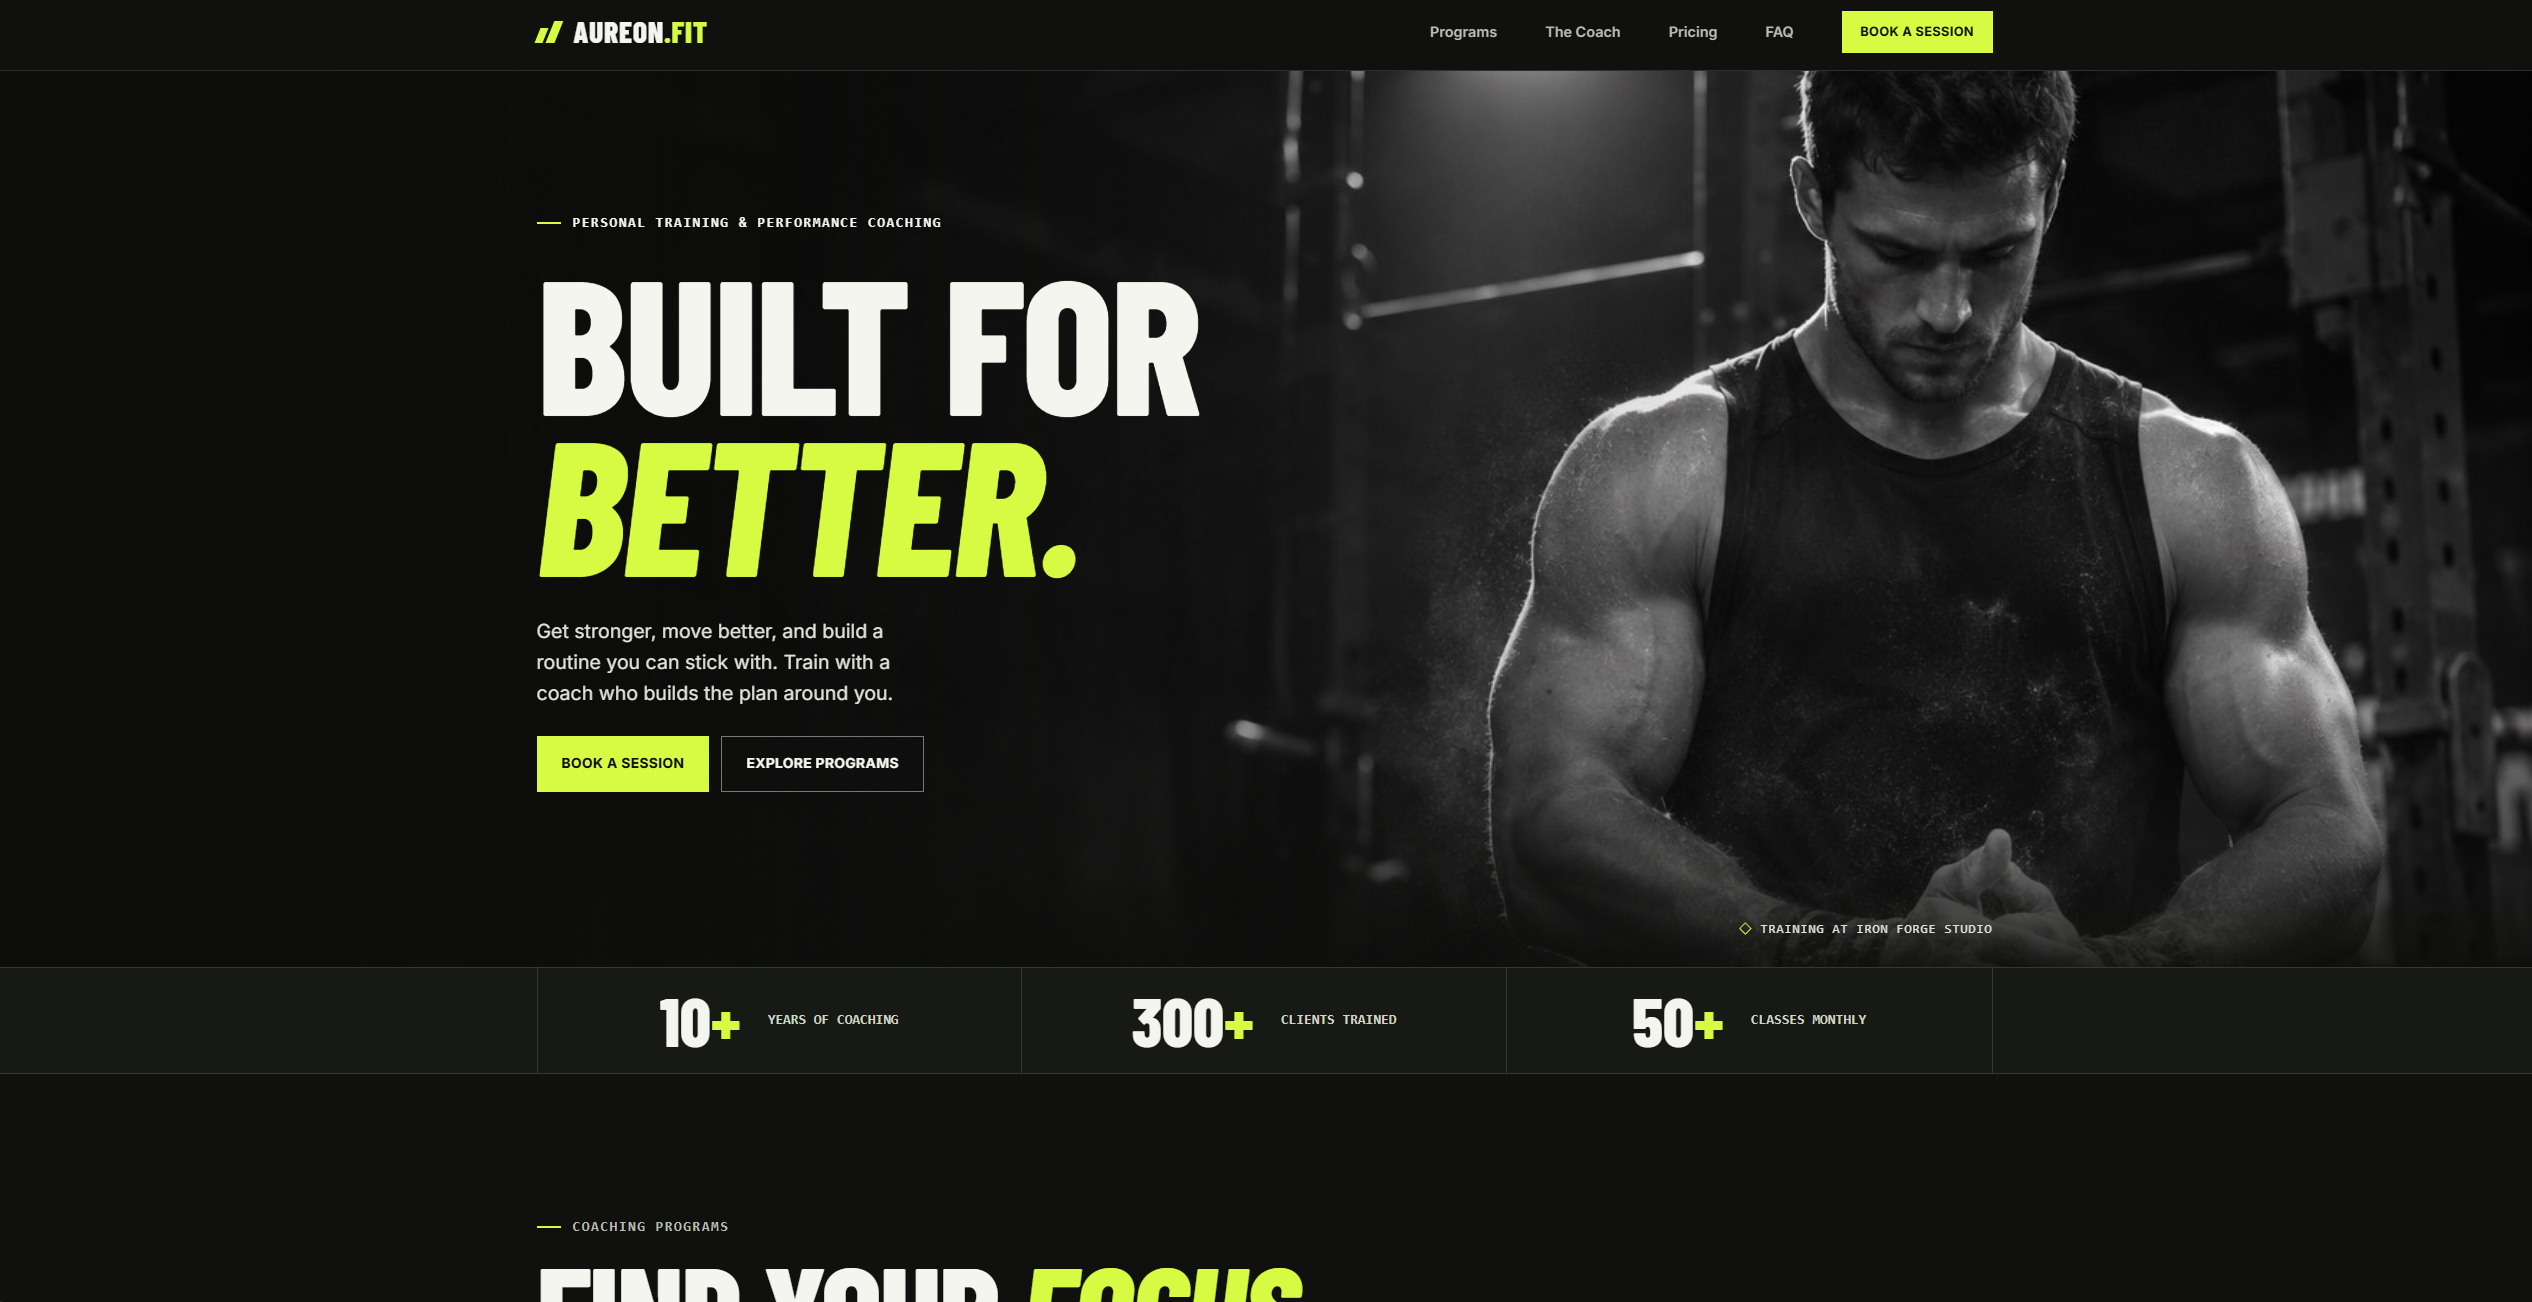 AUREON.FIT
Programs
The Coach
Pricing
FAQ
BOOK A SESSION
PERSONAL TRAINING & PERFORMANCE COACHING
BUILT FOR
BETTER.
Get stronger, move better, and build a
routine you can stick with. Train with a
coach who builds the plan around you.
BOOK A SESSION
EXPLORE PROGRAMS
TRAINING AT IRON FORGE STUDIO
10+ YEARS OF COACHING
300+ CLIENTS TRAINED
50+ CLASSES MONTHLY
COACHING PROGRAMS
FIND YOUR FOCUS